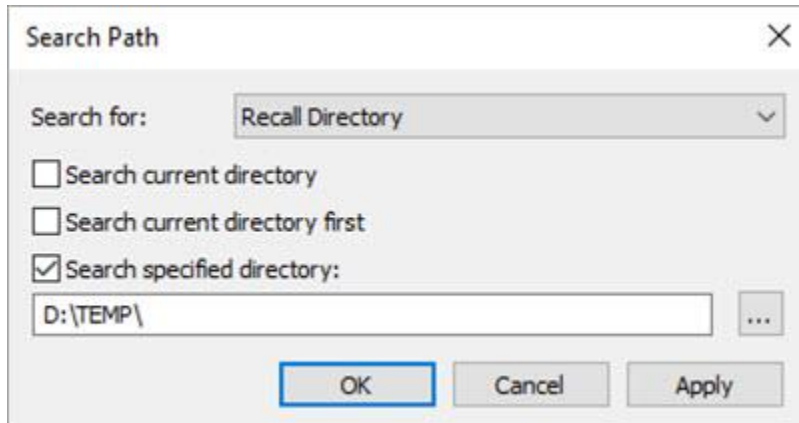 Search Path
Search for: Recall Directory
Search current directory
Search current directory first
Search specified directory:
D:\TEMP\ ...
OK Cancel Apply